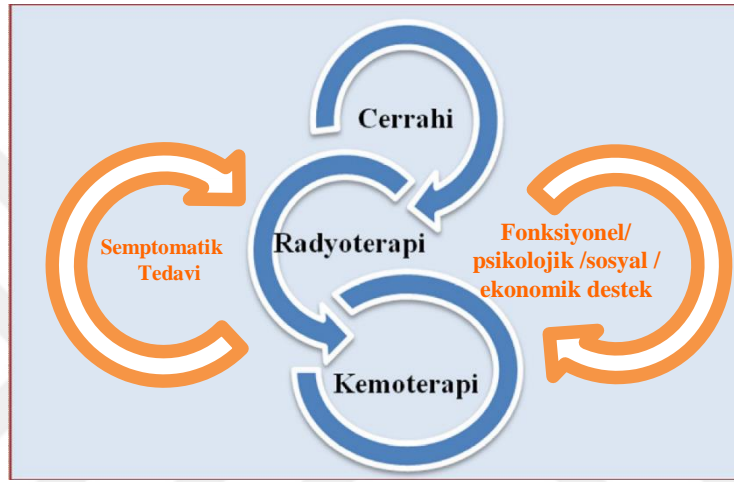 Cerrahi
Radyoterapi
Kemoterapi
Semptomatik
Tedavi
Fonksiyonel/
psikolojik /sosyal /
ekonomik destek